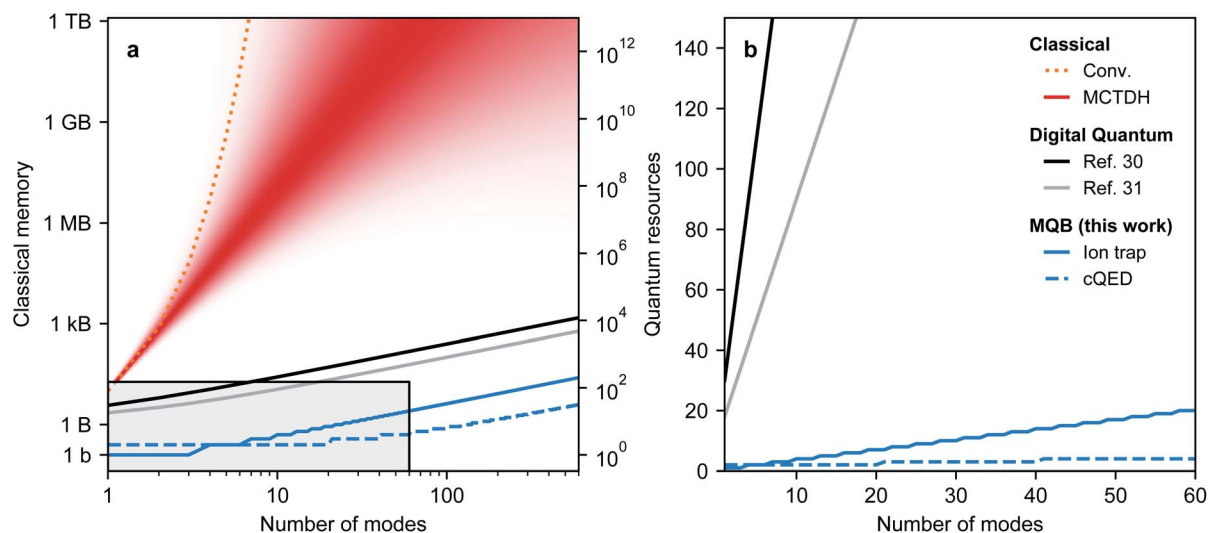 a
Classical memory
1 TB
1 GB
1 MB
1 kB
1 B
1 b
10^12
10^10
10^8
10^6
10^4
10^2
10^0
1
10
100
Number of modes
b
Quantum resources
140
120
100
80
60
40
20
0
10
20
30
40
50
60
Number of modes
Classical
Conv.
MCTDH
Digital Quantum
Ref. 30
Ref. 31
MQB (this work)
Ion trap
cQED